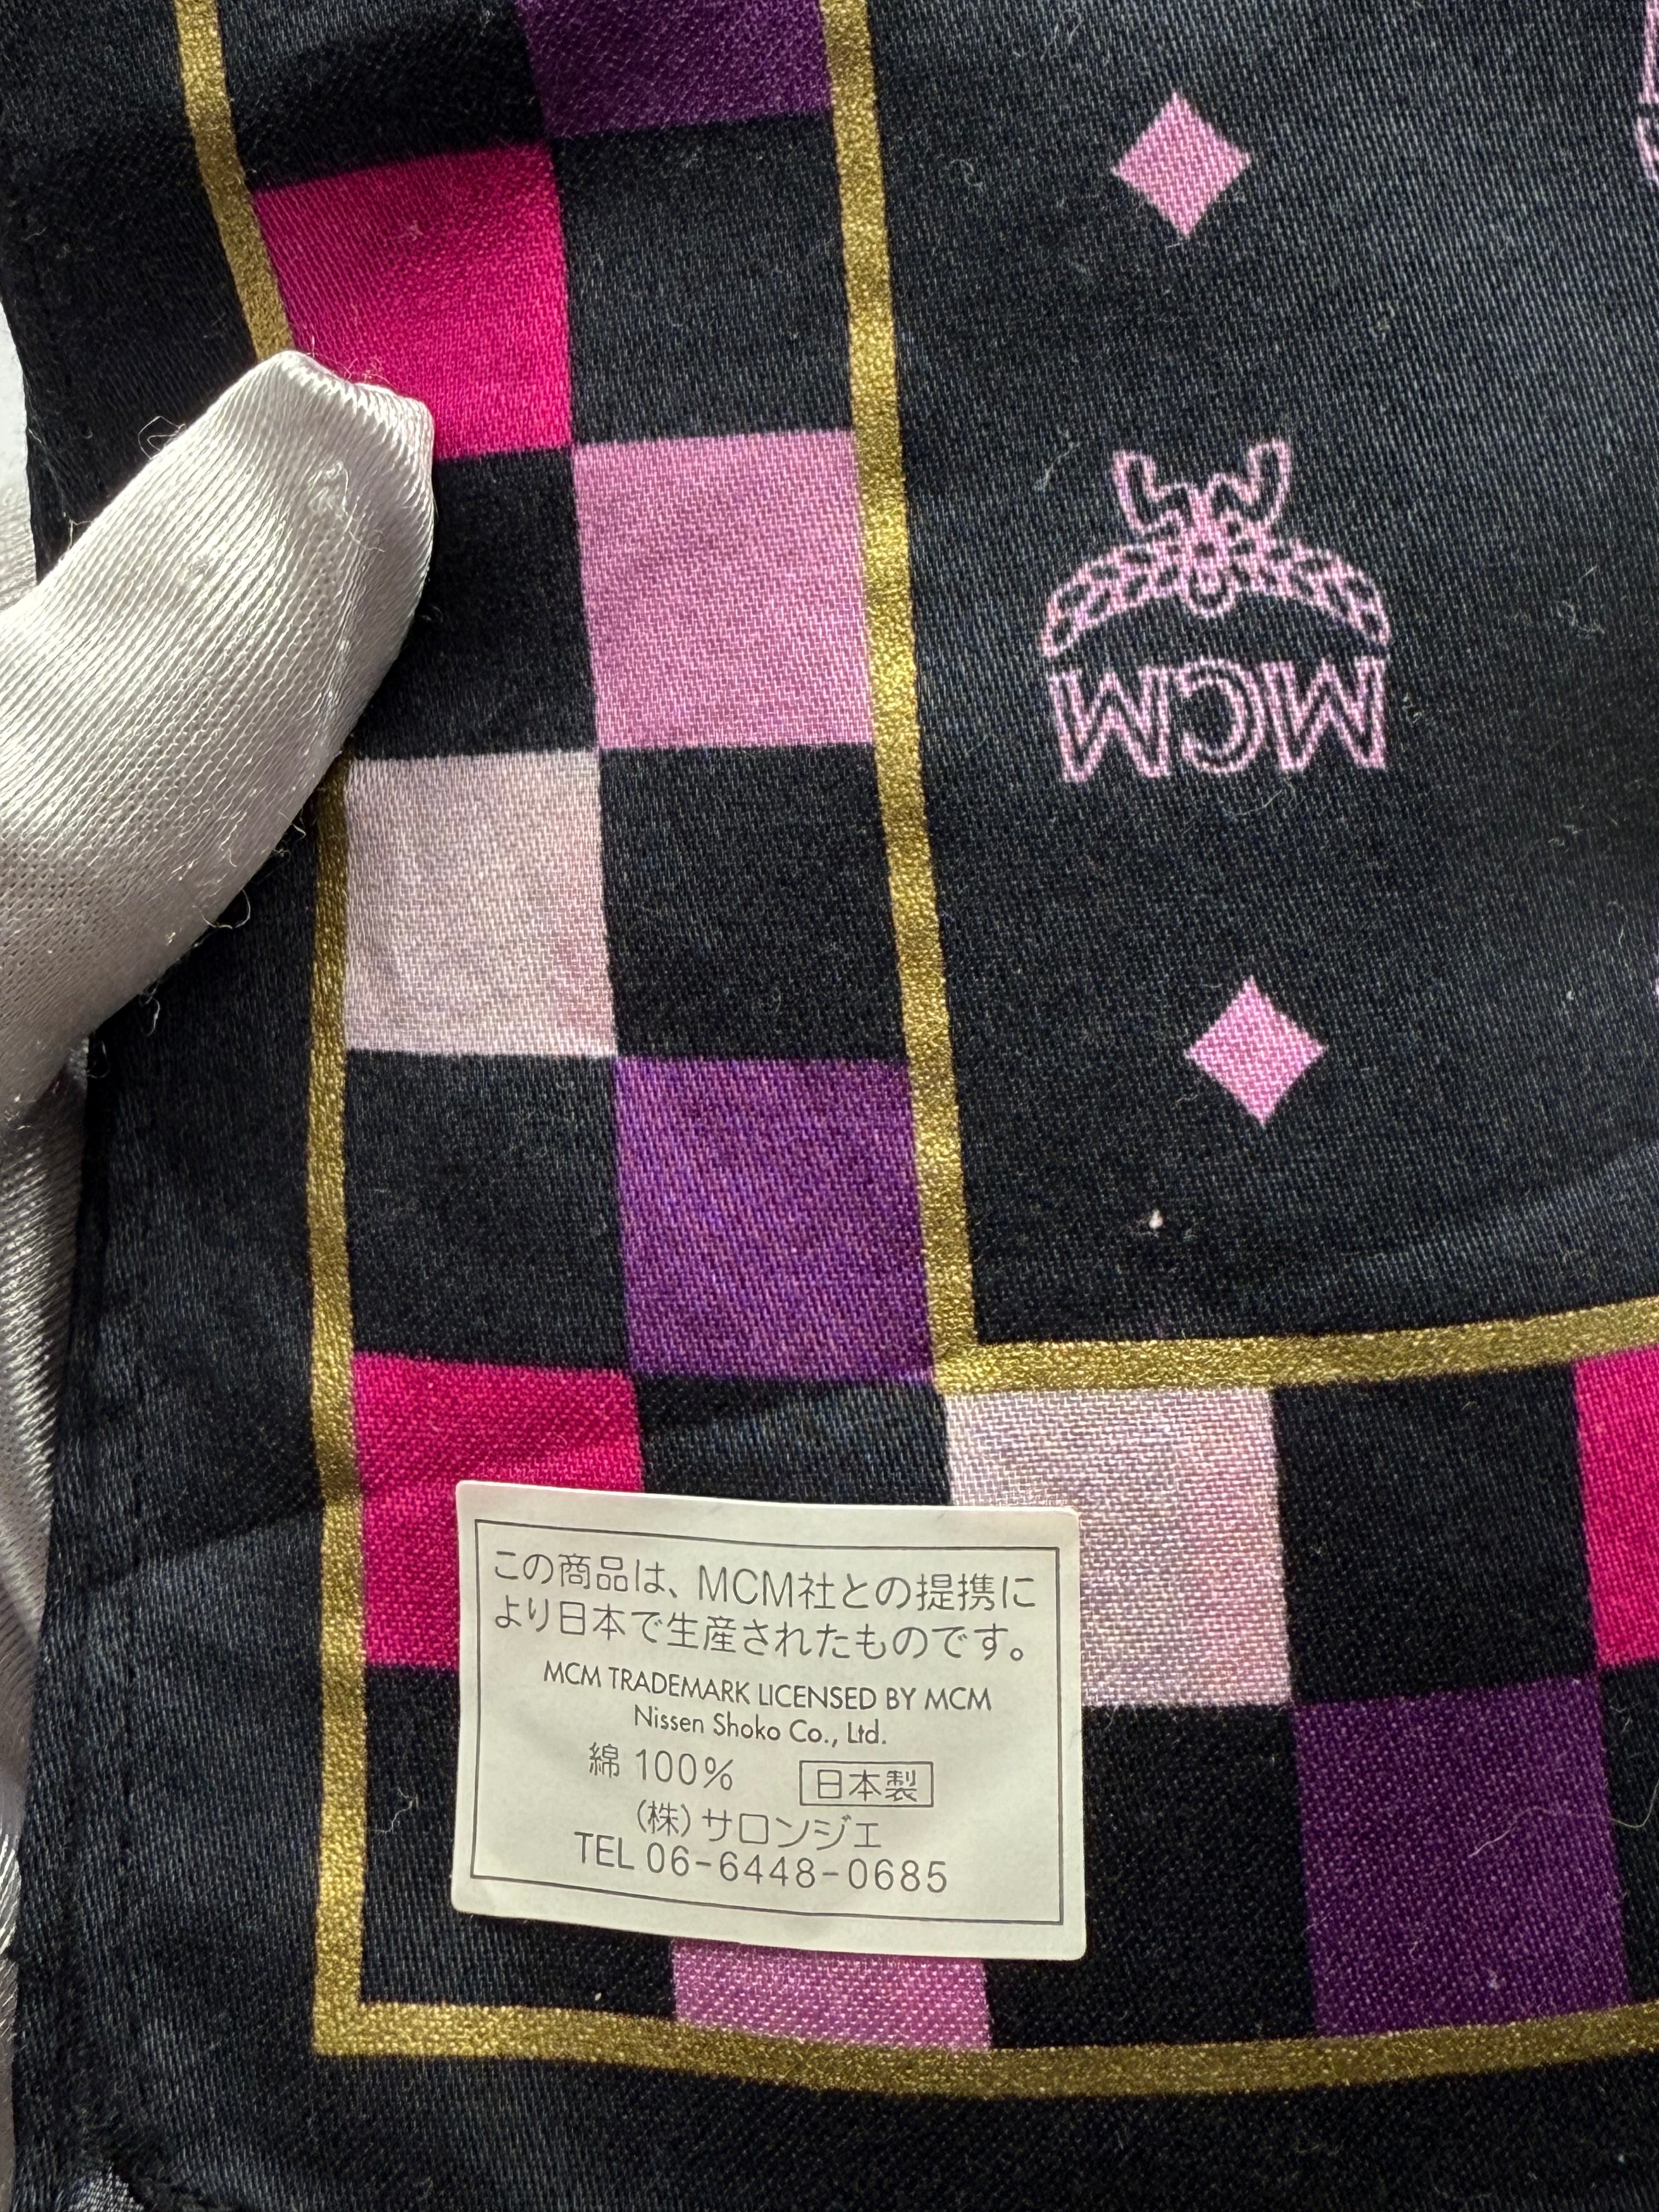 MCM
この商品は、MCM社との提携に
より日本で生産されたものです。
MCM TRADEMARK LICENSED BY MCM
Nissen Shoko Co., Ltd.
綿 100% 日本製
(株)サロンジェ
TEL 06-6448-0685